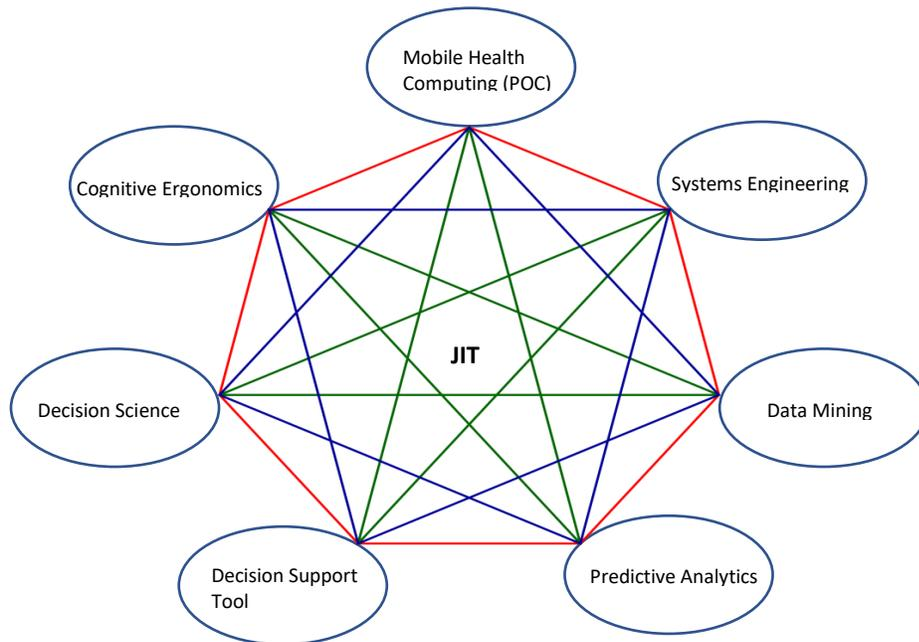 Mobile Health
Computing (POC)
Cognitive Ergonomics
Systems Engineering
JIT
Decision Science
Data Mining
Decision Support
Tool
Predictive Analytics